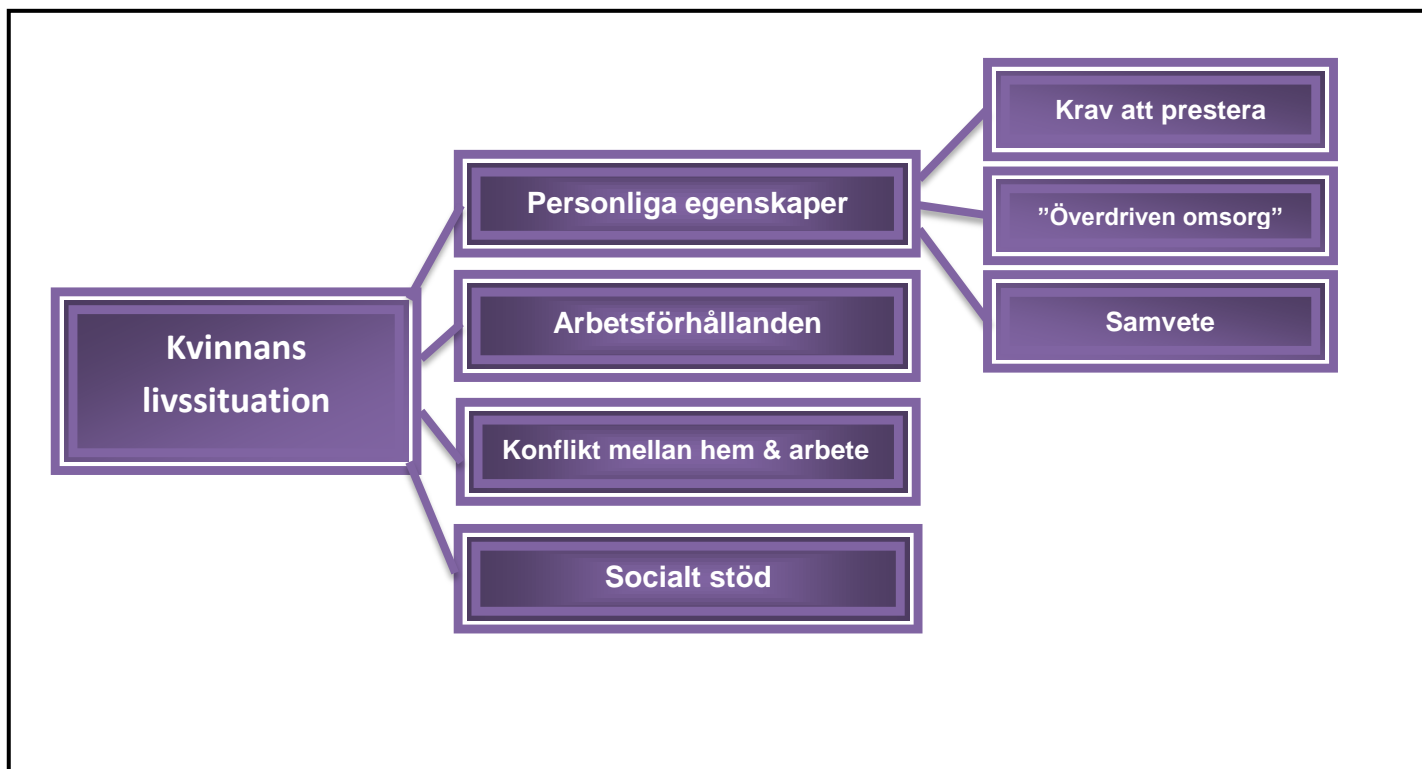 Kvinnans
livssituation
Personliga egenskaper
Arbetsförhållanden
Konflikt mellan hem & arbete
Socialt stöd
Krav att prestera
”Överdriven omsorg”
Samvete